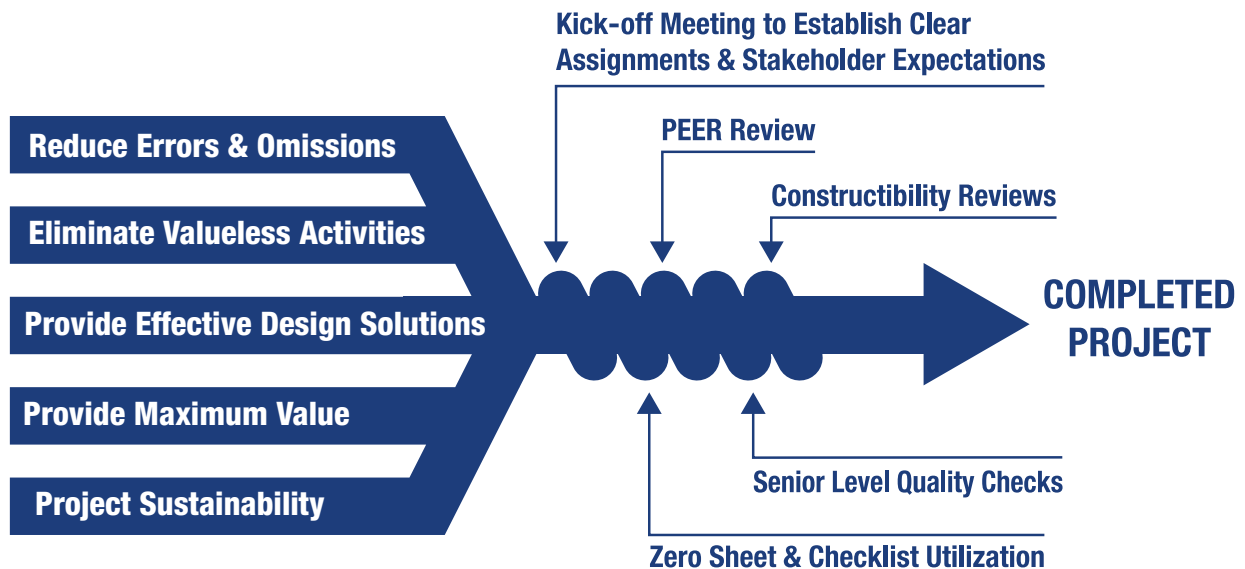 Kick-off Meeting to Establish Clear
Assignments & Stakeholder Expectations
PEER Review
Constructibility Reviews
Reduce Errors & Omissions
Eliminate Valueless Activities
Provide Effective Design Solutions
Provide Maximum Value
Project Sustainability
COMPLETED
PROJECT
Senior Level Quality Checks
Zero Sheet & Checklist Utilization